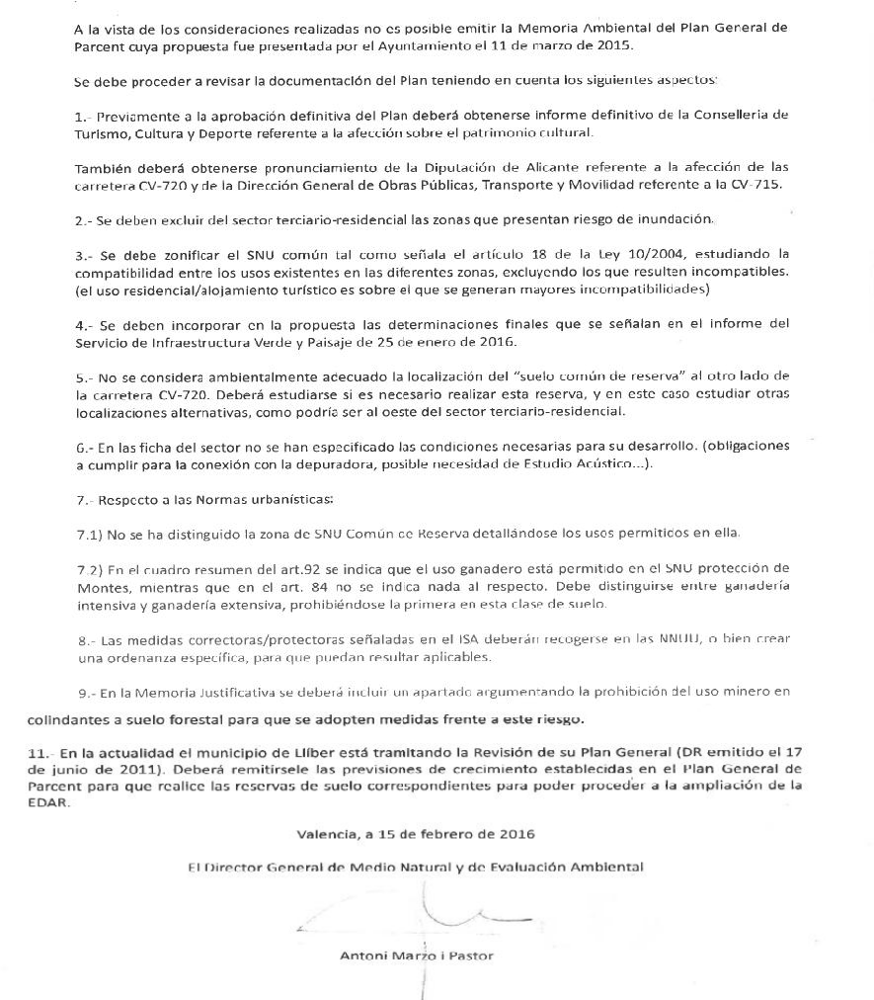 A la vista de los consideraciones realizadas no es posible emitir la Memoria Ambiental del Plan General de
Parcent cuya propuesta fue presentada por el Ayuntamiento el 11 de marzo de 2015.
Se debe proceder a revisar la documentación del Plan teniendo en cuenta los siguientes aspectos:
1.- Previamente a la aprobación definitiva del Plan deberá obtenerse informe definitivo de la Conselleria de
Turismo, Cultura y Deporte referente a la afección sobre el patrimonio cultural.
También deberá obtenerse pronunciamiento de la Diputación de Alicante referente a la afección de las
carretera CV-720 y de la Dirección General de Obras Públicas, Transporte y Movilidad referente a la CV-715.
2.- Se deben excluir del sector terciario-residencial las zonas que presentan riesgo de inundación.
3.- Se debe zonificar el SNU común tal como señala el artículo 18 de la Ley 10/2004, estudiando la
compatibilidad entre los usos existentes en las diferentes zonas, excluyendo los que resulten incompatibles.
(el uso residencial/alojamiento turístico es sobre el que se generan mayores incompatibilidades)
4.- Se deben incorporar en la propuesta las determinaciones finales que se señalan en el informe del
Servicio de Infraestructura Verde y Paisaje de 25 de enero de 2016.
5.- No se considera ambientalmente adecuado la localización del "suelo común de reserva" al otro lado de
la carretera CV-720. Deberá estudiarse si es necesario realizar esta reserva, y en este caso estudiar otras
localizaciones alternativas, como podría ser al oeste del sector terciario-residencial.
6.- En las ficha del sector no se han especificado las condiciones necesarias para su desarrollo. (obligaciones
a cumplir para la conexión con la depuradora, posible necesidad de Estudio Acústico...).
7.- Respecto a las Normas urbanísticas:
7.1) No se ha distinguido la zona de SNU Común de Reserva detallándose los usos permitidos en ella.
7.2) En el cuadro resumen del art.92 se indica que el uso ganadero está permitido en el SNU protección de
Montes, mientras que en el art. 84 no se indica nada al respecto. Debe distinguirse entre ganadería
intensiva y ganadería extensiva, prohibiéndose la primera en esta clase de suelo.
8.- Las medidas correctoras/protectoras señaladas en el ISA deberán recogerse en las NNUU, o bien crear
una ordenanza específica, para que puedan resultar aplicables.
9.- En la Memoria Justificativa se deberá incluir un apartado argumentando la prohibición del uso minero en
colindantes a suelo forestal para que se adopten medidas frente a este riesgo.
11.- En la actualidad el municipio de Llíber está tramitando la Revisión de su Plan General (DR emitido el 17
de junio de 2011). Deberá remitirsele las previsiones de crecimiento establecidas en el Plan General de
Parcent para que realice las reservas de suelo correspondientes para poder proceder a la ampliación de la
EDAR.
Valencia, a 15 de febrero de 2016
El Director General de Medio Natural y de Evaluación Ambiental
Antoni Marzo i Pastor